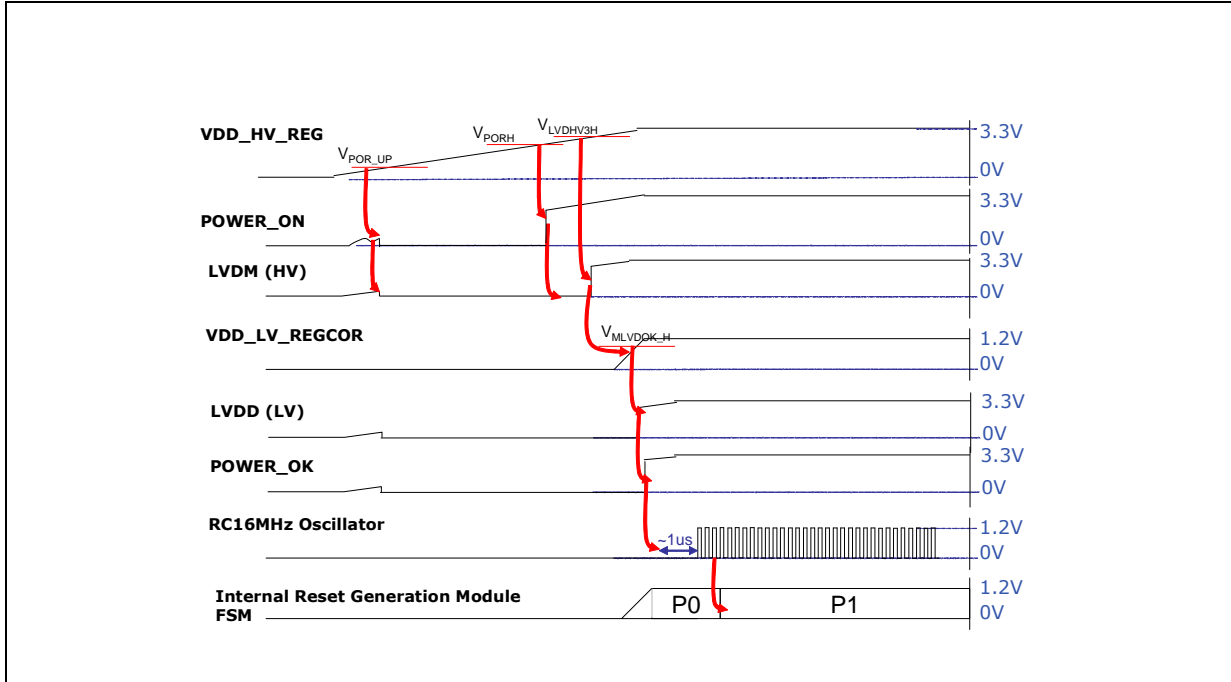 VDD_HV_REG
V_POR_UP
V_PORH
V_LVDHV3H
3.3V
0V
POWER_ON
3.3V
0V
LVDM (HV)
3.3V
0V
VDD_LV_REGCOR
V_MLVDOK_H
1.2V
0V
LVDD (LV)
3.3V
0V
POWER_OK
3.3V
0V
RC16MHz Oscillator
~1us
1.2V
0V
Internal Reset Generation Module
FSM
P0
P1
1.2V
0V